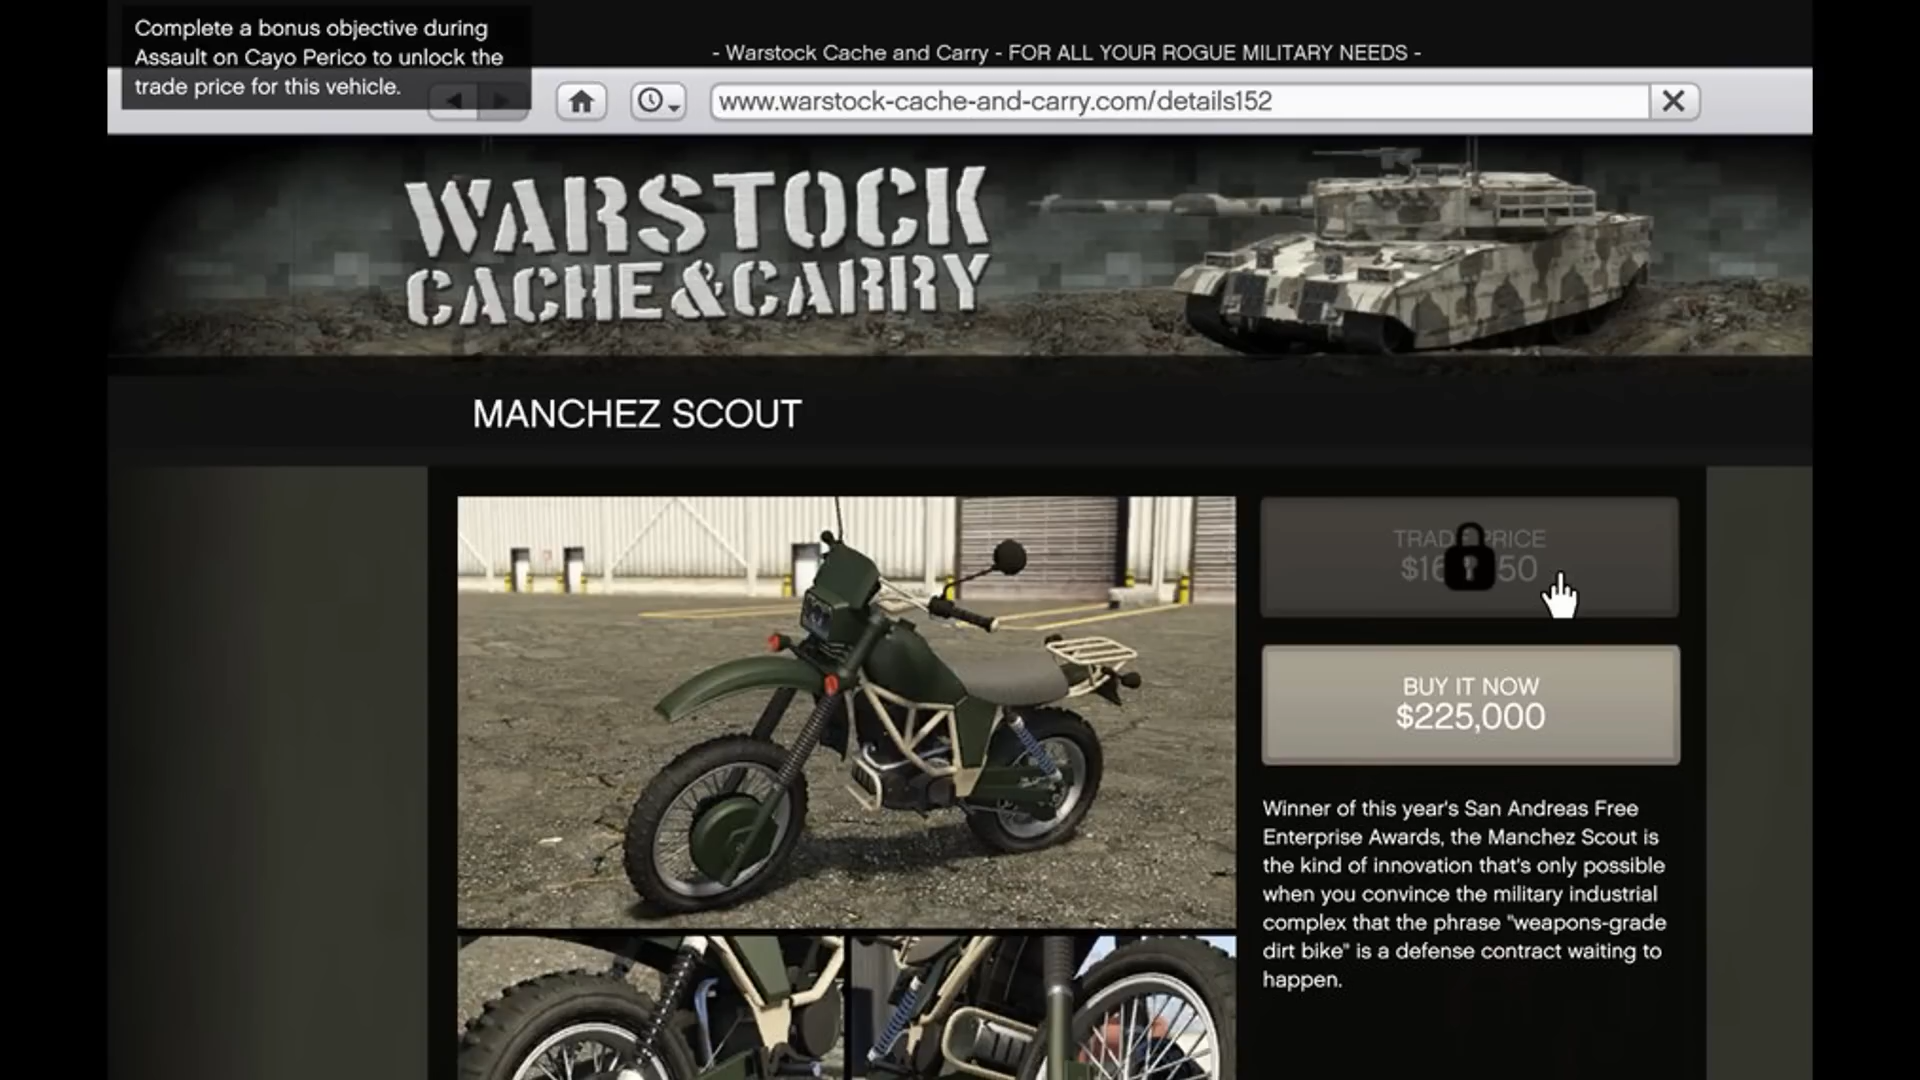 Complete a bonus objective during
Assault on Cayo Perico to unlock the
trade price for this vehicle.
- Warstock Cache and Carry - FOR ALL YOUR ROGUE MILITARY NEEDS -
www.warstock-cache-and-carry.com/details152
WARSTOCK
CACHE&CARRY
MANCHEZ SCOUT
TRADE PRICE
BUY IT NOW
$225,000
Winner of this year's San Andreas Free
Enterprise Awards, the Manchez Scout is
the kind of innovation that's only possible
when you convince the military industrial
complex that the phrase "weapons-grade
dirt bike" is a defense contract waiting to
happen.